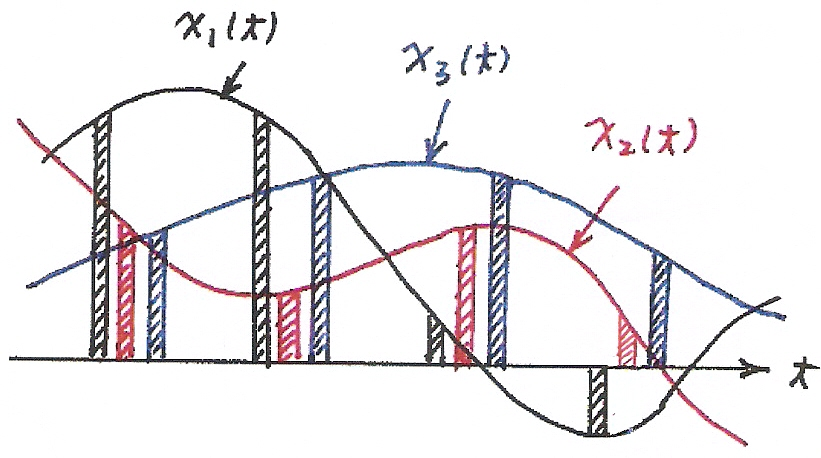 x₁(t)
x₃(t)
x₂(t)
t